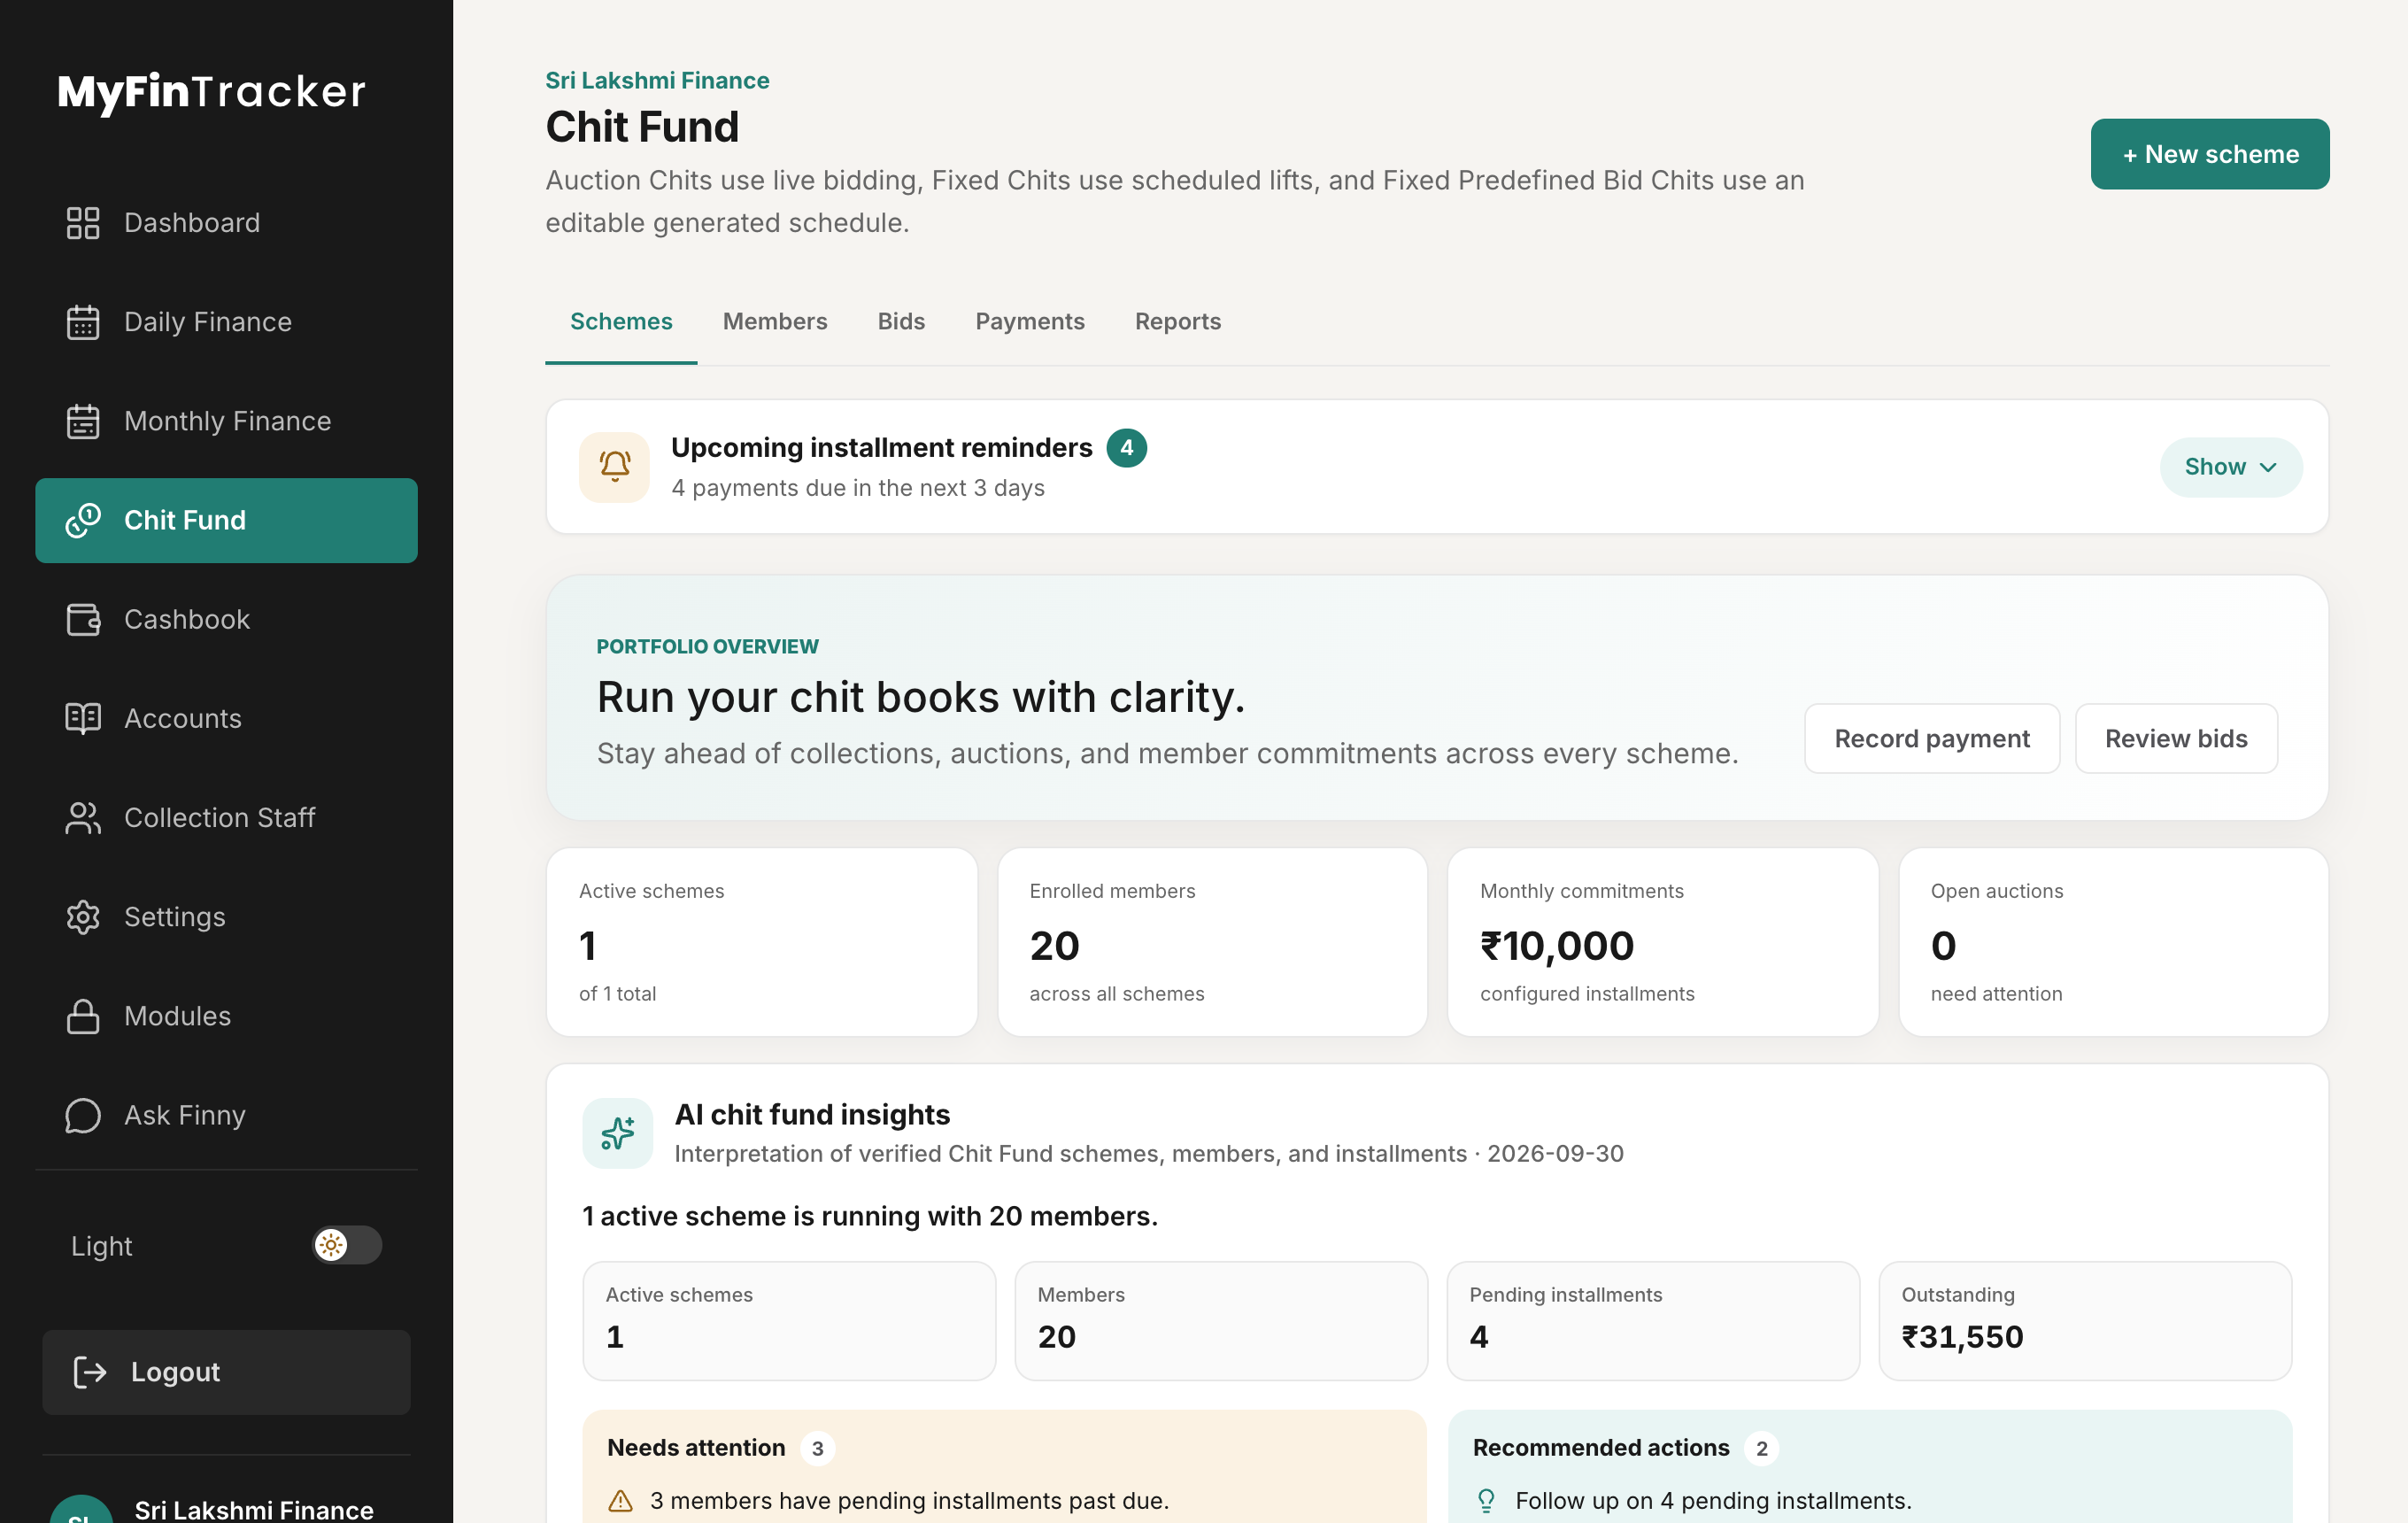 MyFinTracker
Dashboard
Daily Finance
Monthly Finance
Chit Fund
Cashbook
Accounts
Collection Staff
Settings
Modules
Ask Finny
Light
Logout
Sri Lakshmi Finance
Sri Lakshmi Finance
Chit Fund
Auction Chits use live bidding, Fixed Chits use scheduled lifts, and Fixed Predefined Bid Chits use an
editable generated schedule.
+ New scheme
Schemes Members Bids Payments Reports
Upcoming installment reminders 4
4 payments due in the next 3 days
Show
PORTFOLIO OVERVIEW
Run your chit books with clarity.
Stay ahead of collections, auctions, and member commitments across every scheme.
Record payment Review bids
Active schemes
1
of 1 total
Enrolled members
20
across all schemes
Monthly commitments
₹10,000
configured installments
Open auctions
0
need attention
AI chit fund insights
Interpretation of verified Chit Fund schemes, members, and installments · 2026-09-30
1 active scheme is running with 20 members.
Active schemes
1
Members
20
Pending installments
4
Outstanding
₹31,550
Needs attention 3
3 members have pending installments past due.
Recommended actions 2
Follow up on 4 pending installments.